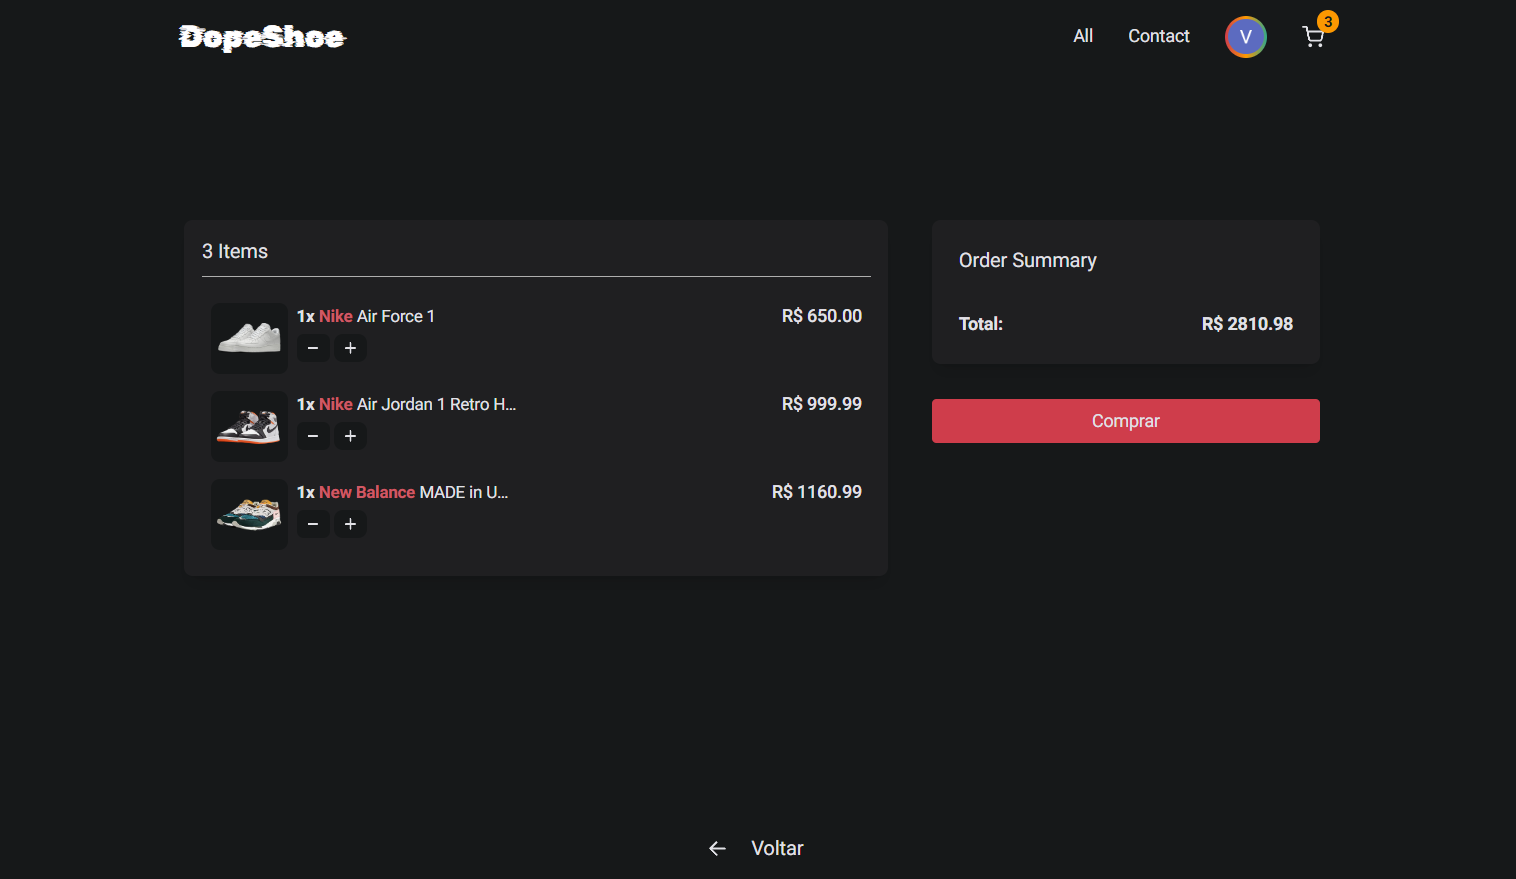 DopeShoe
All
Contact
V
3
3 Items
1x Nike Air Force 1
R$ 650.00
1x Nike Air Jordan 1 Retro H...
R$ 999.99
1x New Balance MADE in U...
R$ 1160.99
Order Summary
Total:
R$ 2810.98
Comprar
Voltar